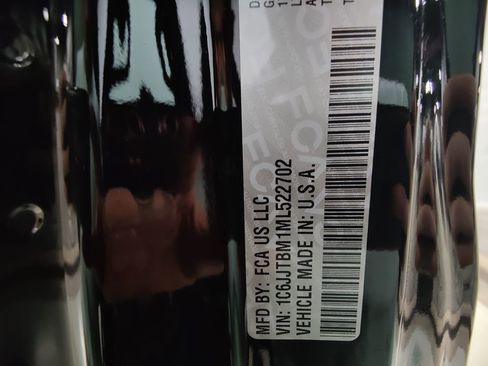 MFD BY: FCA US LLC
VIN: 1C6JJTBM1ML522702
VEHICLE MADE IN: U.S.A.